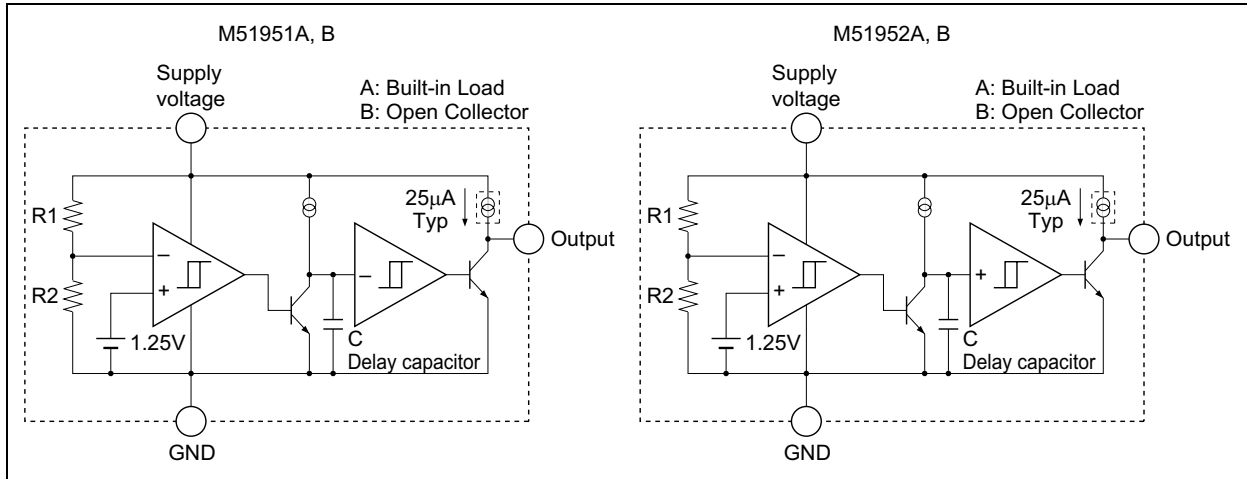 M51951A, B
Supply
voltage
A: Built-in Load
B: Open Collector
R1
25μA
Typ
−
+
−
Output
R2
1.25V
C
Delay capacitor
GND
M51952A, B
Supply
voltage
A: Built-in Load
B: Open Collector
R1
25μA
Typ
−
+
+
Output
R2
1.25V
C
Delay capacitor
GND